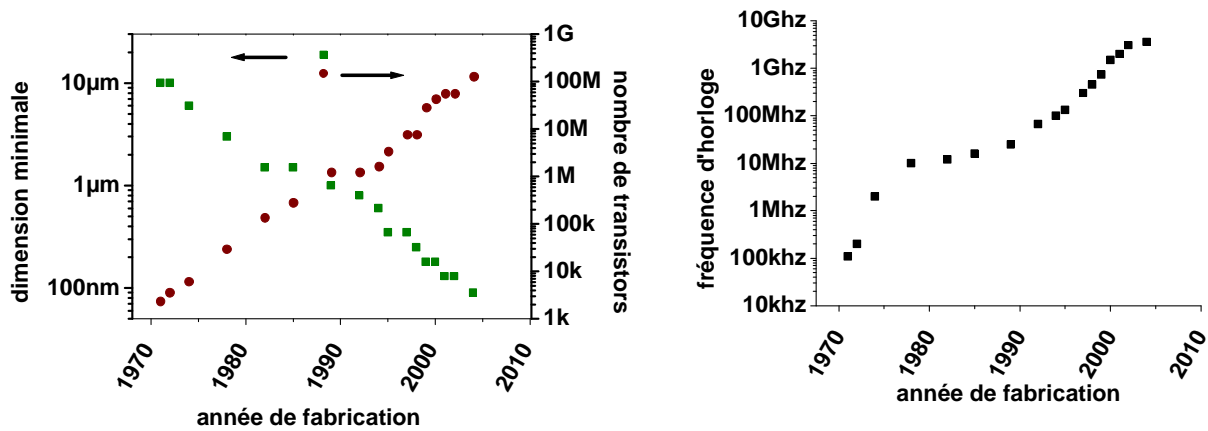 dimension minimale
10µm
1µm
100nm
1G
100M
10M
1M
100k
10k
1k
nombre de transistors
1970
1980
1990
2000
2010
année de fabrication
fréquence d'horloge
10Ghz
1Ghz
100Mhz
10Mhz
1Mhz
100khz
10khz
1970
1980
1990
2000
2010
année de fabrication